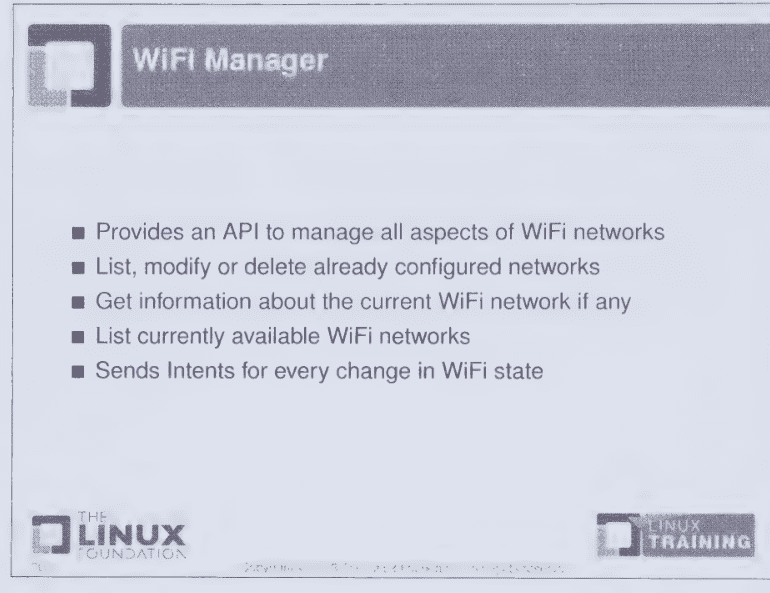 WiFi Manager
Provides an API to manage all aspects of WiFi networks
List, modify or delete already configured networks
Get information about the current WiFi network if any
List currently available WiFi networks
Sends Intents for every change in WiFi state
THE
LINUX
FOUNDATION
LINUX
TRAINING